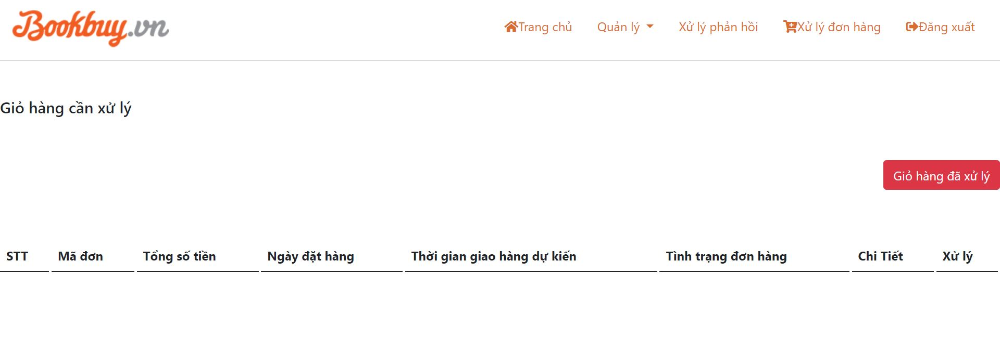 Bookbuy.vn
Trang chủ Quản lý Xử lý phản hồi Xử lý đơn hàng Đăng xuất
Giỏ hàng cần xử lý
Giỏ hàng đã xử lý
STT Mã đơn Tổng số tiền Ngày đặt hàng Thời gian giao hàng dự kiến Tình trạng đơn hàng Chi Tiết Xử lý